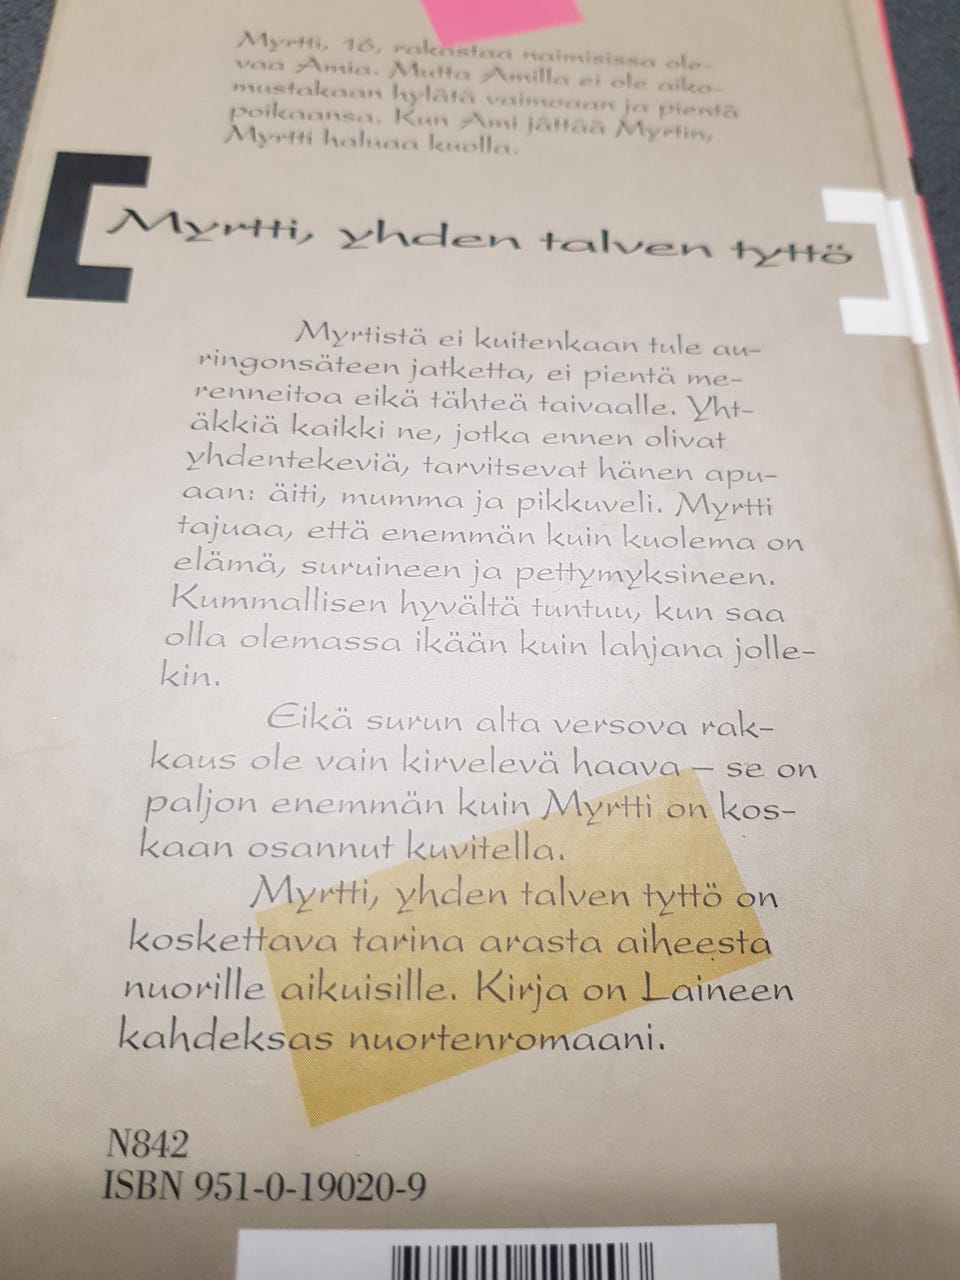 Myrtti, 16, rakastaa naimisissa ole-
vaa Amia. Mutta Amilla ei ole aiko-
mustakaan hylätä vaimoaan ja pientä
poikaansa. Kun Ami jättää Myrtin,
Myrtti haluaa kuolla.
[Myrtti, yhden talven tyttö]
Myrtistä ei kuitenkaan tule au-
ringonsäteen jatketta, ei pientä me-
renneitoa eikä tähteä taivaalle. Yht-
äkkiä kaikki ne, jotka ennen olivat
yhdentekeviä, tarvitsevat hänen apu-
aan: äiti, mumma ja pikkuveli. Myrtti
tajuaa, että enemmän kuin kuolema on
elämä, suruineen ja pettymyksineen.
Kummallisen hyvältä tuntuu, kun saa
olla olemassa ikään kuin lahjana jolle-
kin.
Eikä surun alta versova rak-
kaus ole vain kirvelevä haava – se on
paljon enemmän kuin Myrtti on kos-
kaan osannut kuvitella.
Myrtti, yhden talven tyttö on
koskettava tarina arasta aiheesta
nuorille aikuisille. Kirja on Laineen
kahdeksas nuortenromaani.
N842
ISBN 951-0-19020-9